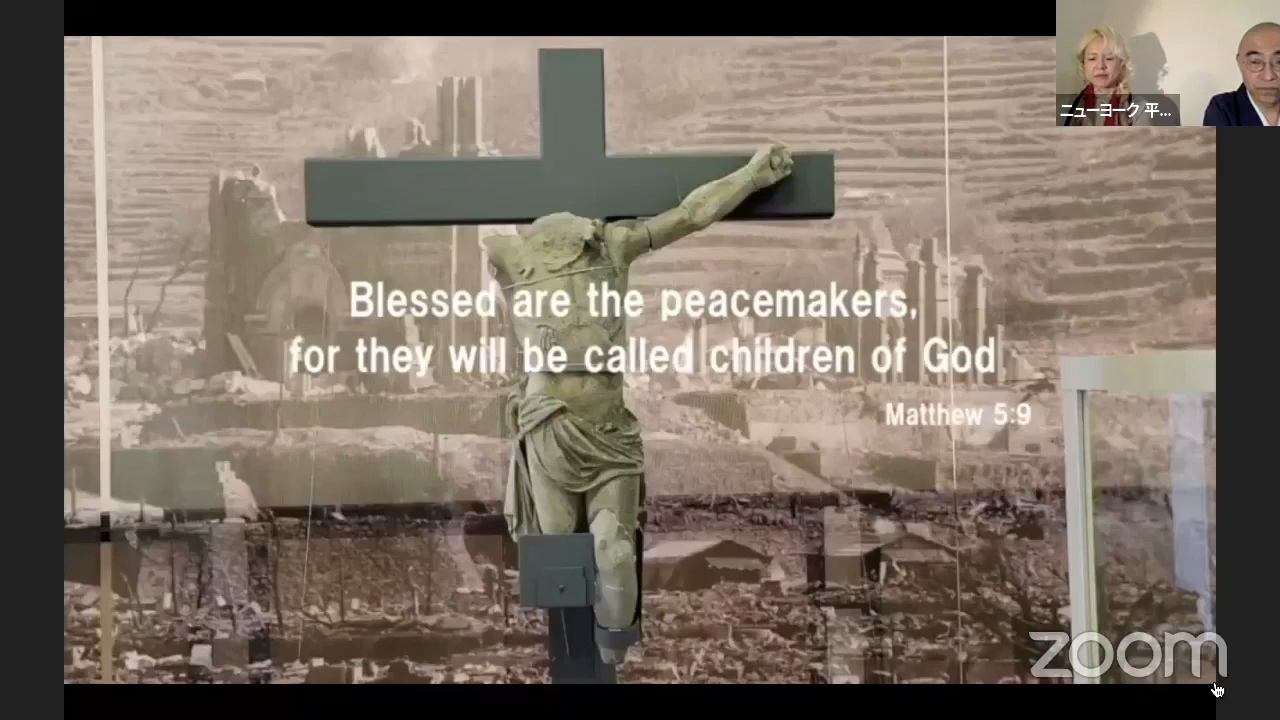 ニューヨーク 平...
Blessed are the peacemakers,
for they will be called children of God
Matthew 5:9
zoom